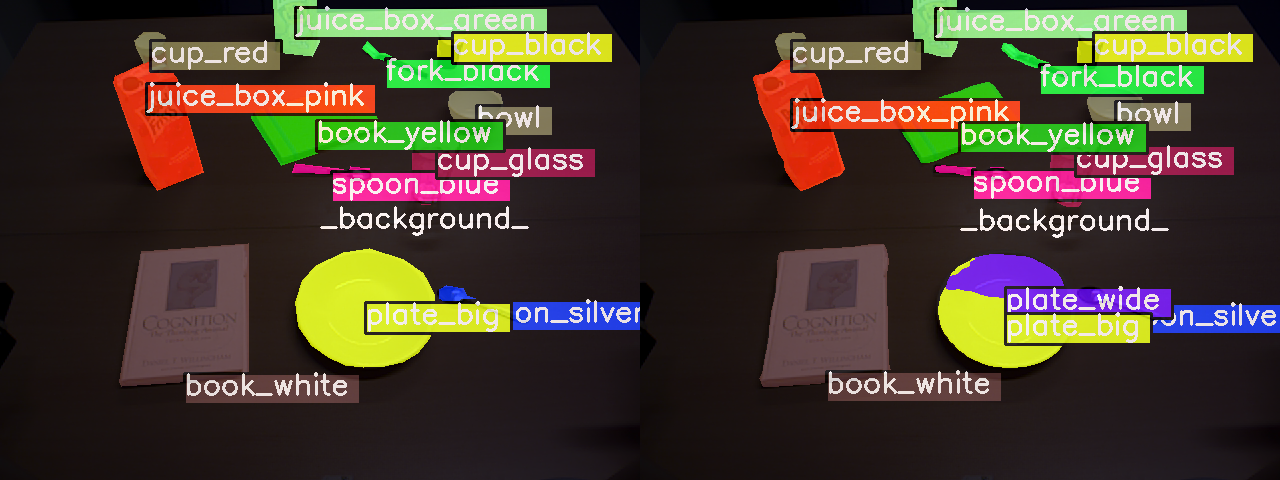 juice_box_green
cup_red
cup_black
fork_black
juice_box_pink
bowl
book_yellow
cup_glass
spoon_blue
_background_
plate_big
on_silver
COGNITION
book_white
juice_box_green
cup_red
cup_black
fork_black
juice_box_pink
bowl
book_yellow
cup_glass
spoon_blue
_background_
plate_wide
plate_big
on_silve
COGNITION
book_white